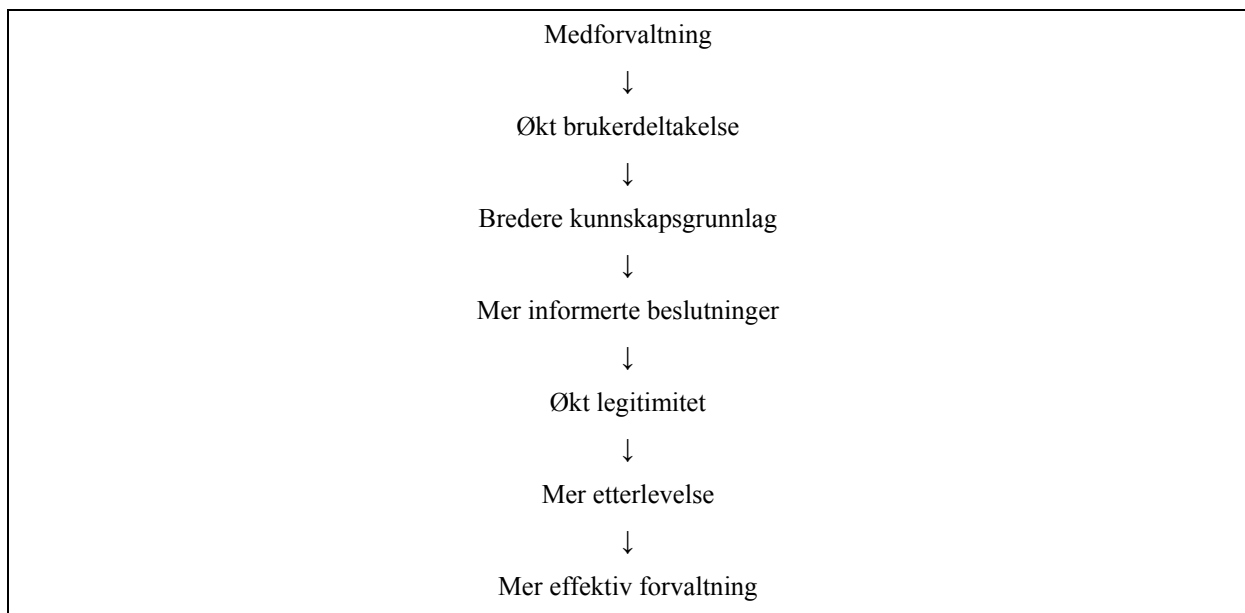 Medforvaltning
↓
Økt brukerdeltakelse
↓
Bredere kunnskapsgrunnlag
↓
Mer informerte beslutninger
↓
Økt legitimitet
↓
Mer etterlevelse
↓
Mer effektiv forvaltning